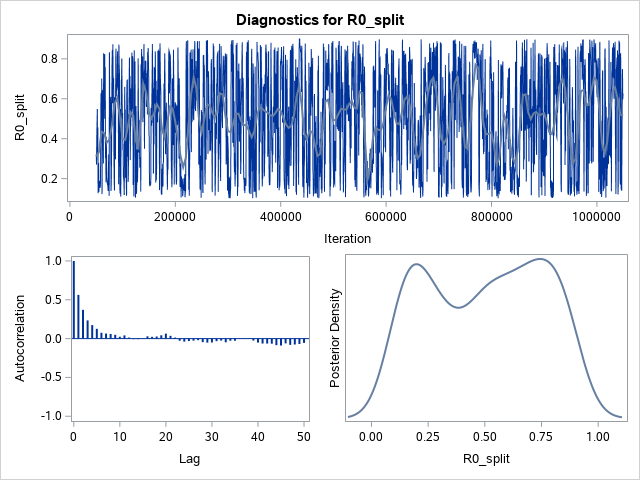 Diagnostics for R0_split
R0_split
0.8
0.6
0.4
0.2
0 200000 400000 600000 800000 1000000
Iteration
Autocorrelation
1.0
0.5
0.0
-0.5
-1.0
0 10 20 30 40 50
Lag
Posterior Density
0.00 0.25 0.50 0.75 1.00
R0_split